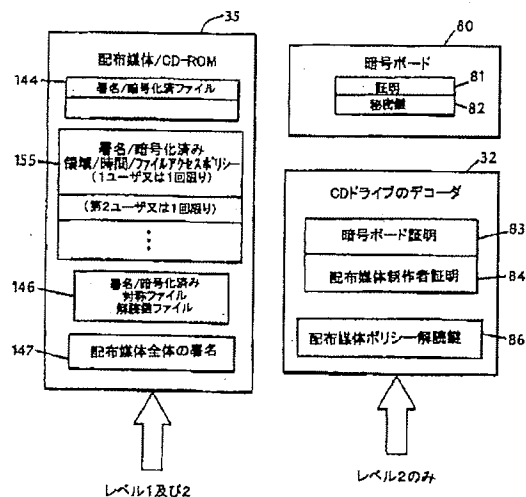 35
配布媒体/CD-ROM
144
署名/暗号化済ファイル
155
署名/暗号化済み
領域/時間/ファイルアクセスポリシー
(1ユーザ又は1回限り)
(第2ユーザ又は1回限り)
146
署名/暗号化済み
対称ファイル
解読鍵ファイル
147
配布媒体全体の署名
レベル1及び2
80
暗号ボード
81
証明
82
秘密鍵
32
CDドライブのデコーダ
83
暗号ボード証明
84
配布媒体制作者証明
86
配布媒体ポリシー解読鍵
レベル2のみ